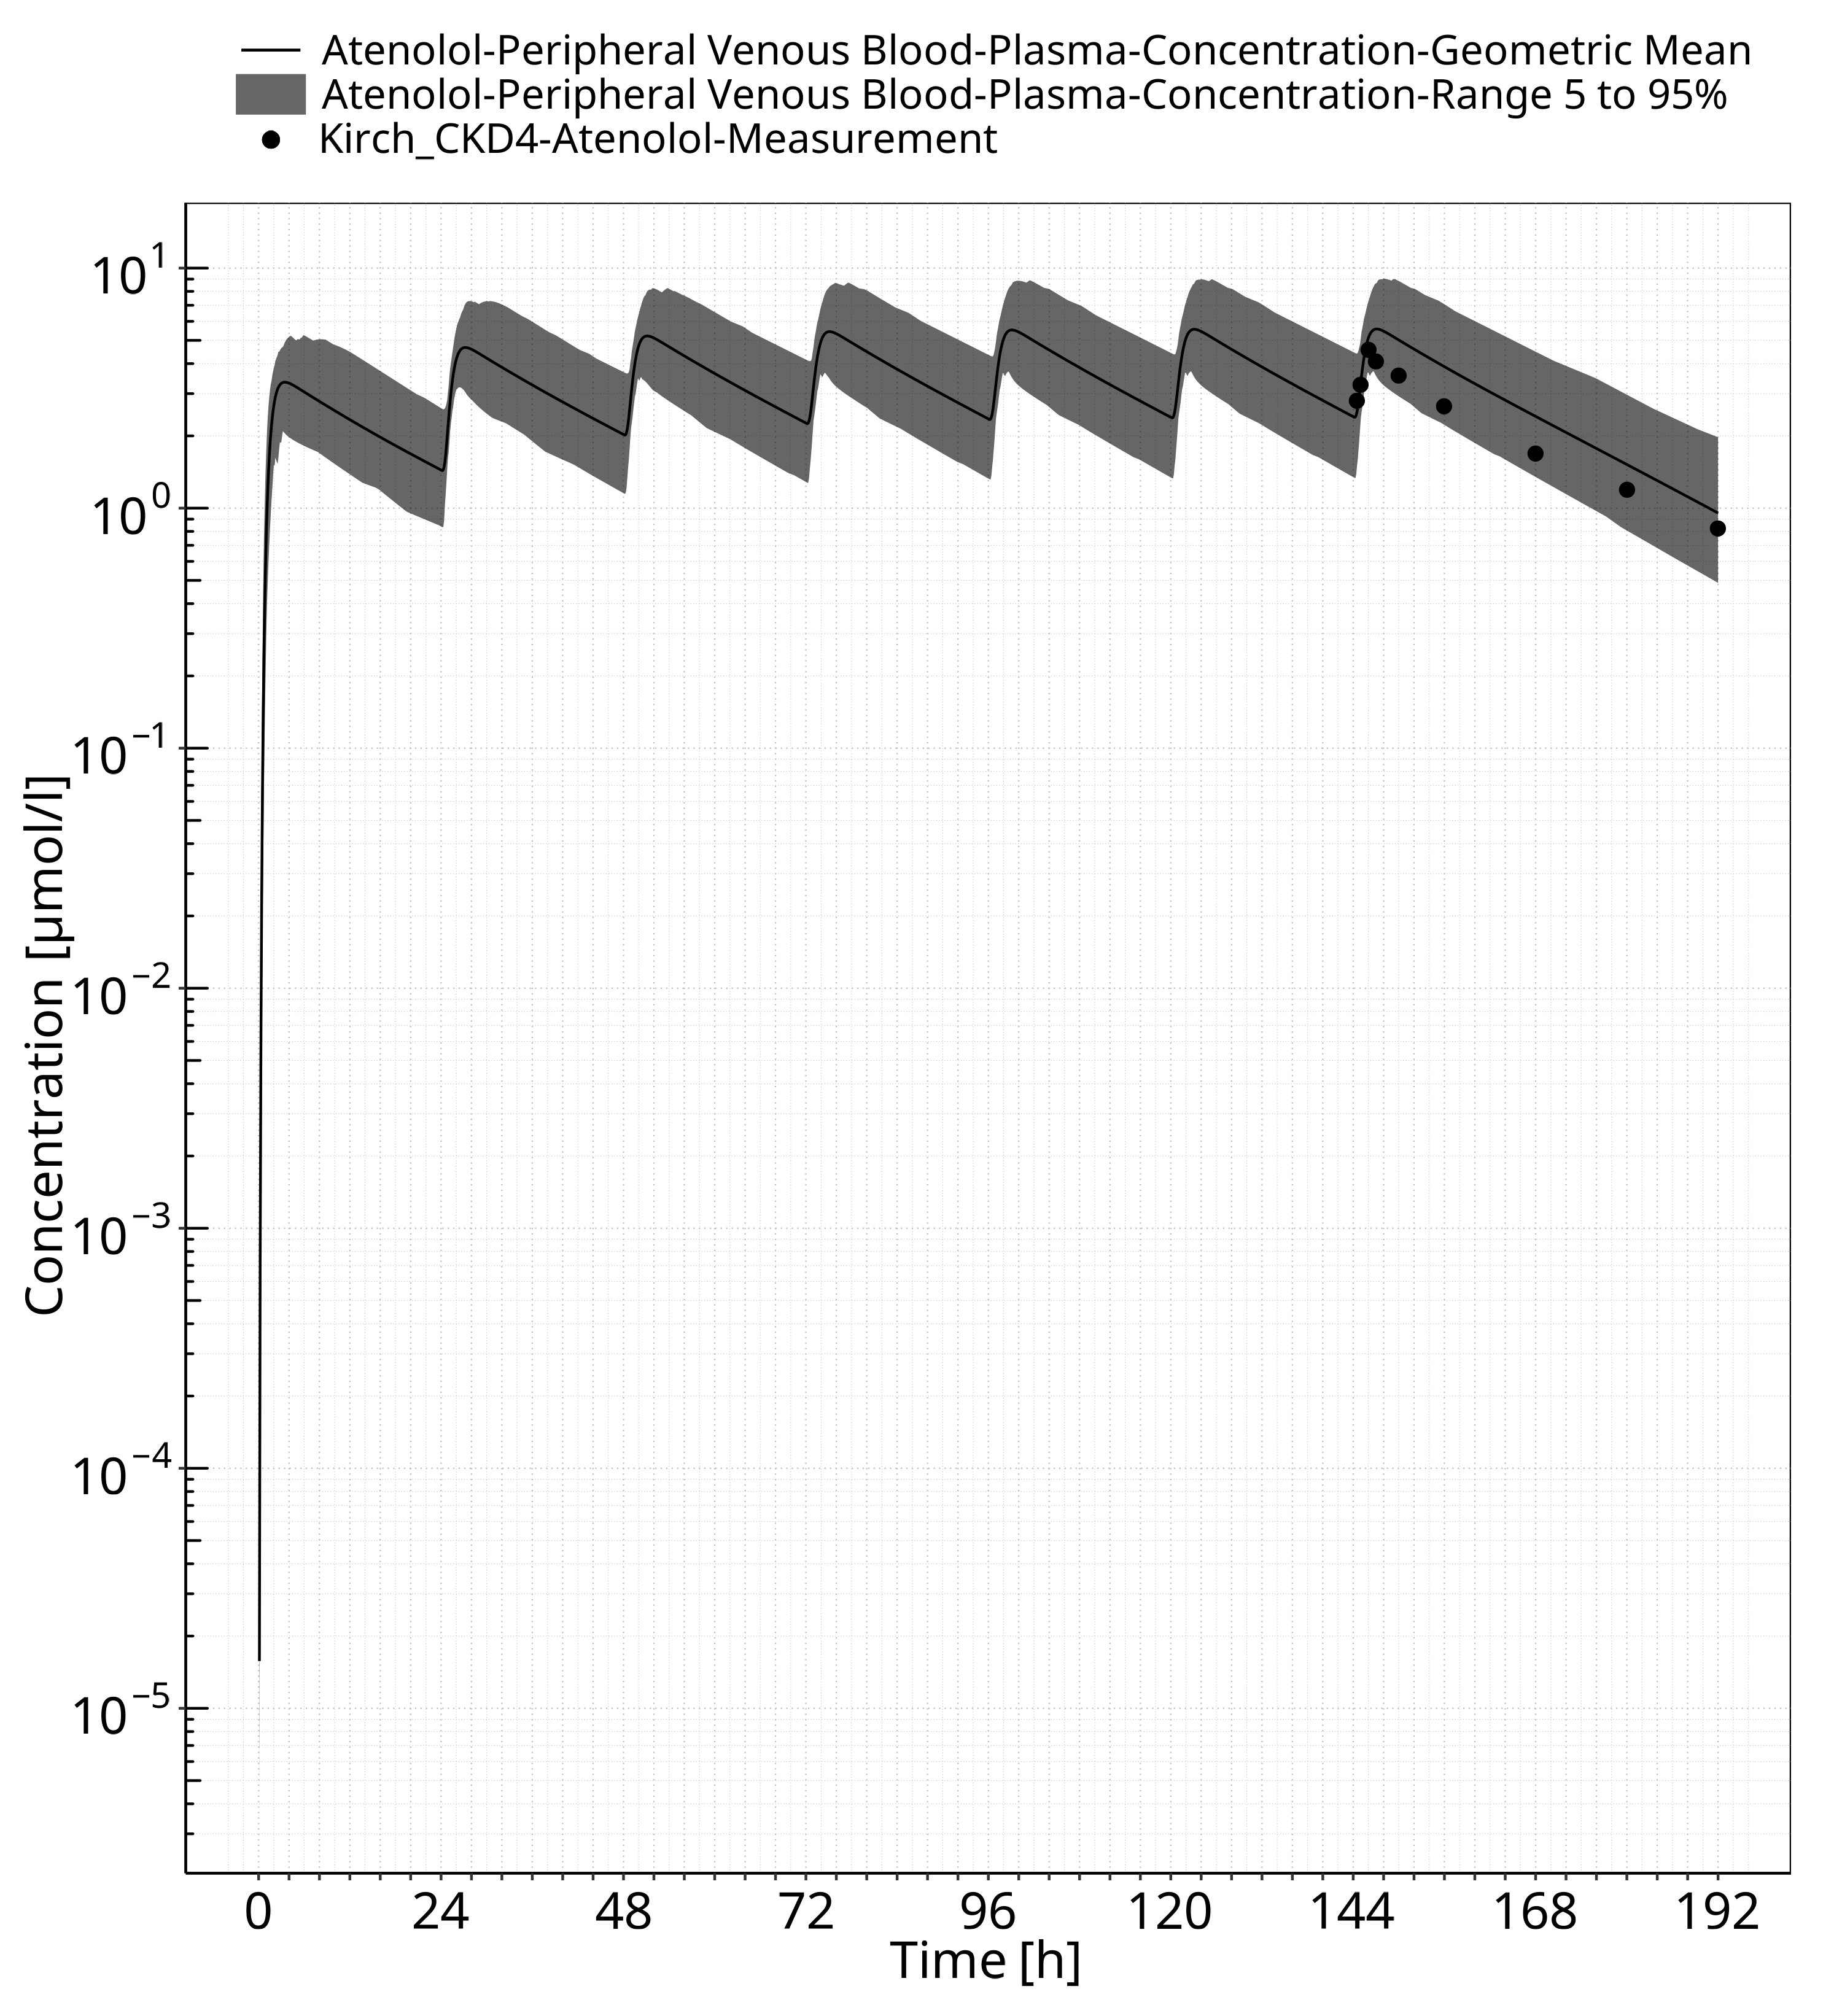 Atenolol-Peripheral Venous Blood-Plasma-Concentration-Geometric Mean
Atenolol-Peripheral Venous Blood-Plasma-Concentration-Range 5 to 95%
Kirch_CKD4-Atenolol-Measurement
Concentration [µmol/l]
10^1
10^0
10^−1
10^−2
10^−3
10^−4
10^−5
0 24 48 72 96 120 144 168 192
Time [h]